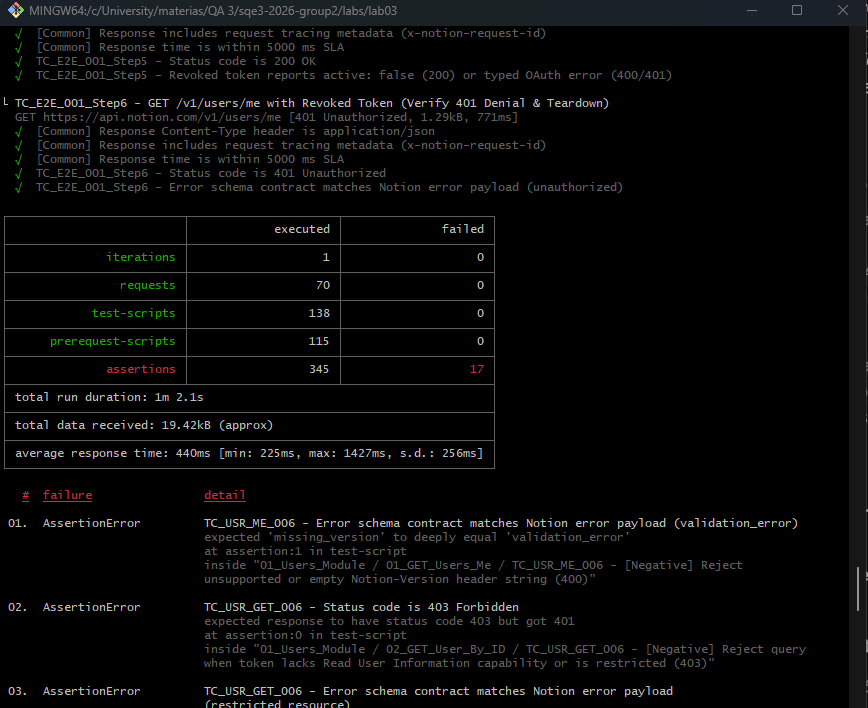 MINGW64:/c/University/materias/QA 3/sqe3-2026-group2/labs/lab03
√ [Common] Response includes request tracing metadata (x-notion-request-id)
√ [Common] Response time is within 5000 ms SLA
√ TC_E2E_001_Step5 - Status code is 200 OK
√ TC_E2E_001_Step5 - Revoked token reports active: false (200) or typed OAuth error (400/401)
└ TC_E2E_001_Step6 - GET /v1/users/me with Revoked Token (Verify 401 Denial & Teardown)
GET https://api.notion.com/v1/users/me [401 Unauthorized, 1.29kB, 771ms]
√ [Common] Response Content-Type header is application/json
√ [Common] Response includes request tracing metadata (x-notion-request-id)
√ [Common] Response time is within 5000 ms SLA
√ TC_E2E_001_Step6 - Status code is 401 Unauthorized
√ TC_E2E_001_Step6 - Error schema contract matches Notion error payload (unauthorized)
executed failed
iterations 1 0
requests 70 0
test-scripts 138 0
prerequest-scripts 115 0
assertions 345 17
total run duration: 1m 2.1s
total data received: 19.42kB (approx)
average response time: 440ms [min: 225ms, max: 1427ms, s.d.: 256ms]
# failure detail
01. AssertionError TC_USR_ME_006 - Error schema contract matches Notion error payload (validation_error)
expected 'missing_version' to deeply equal 'validation_error'
at assertion:1 in test-script
inside "01_Users_Module / 01_GET_Users_Me / TC_USR_ME_006 - [Negative] Reject
unsupported or empty Notion-Version header string (400)"
02. AssertionError TC_USR_GET_006 - Status code is 403 Forbidden
expected response to have status code 403 but got 401
at assertion:0 in test-script
inside "01_Users_Module / 02_GET_User_By_ID / TC_USR_GET_006 - [Negative] Reject query
when token lacks Read User Information capability or is restricted (403)"
03. AssertionError TC_USR_GET_006 - Error schema contract matches Notion error payload
(restricted_resource)